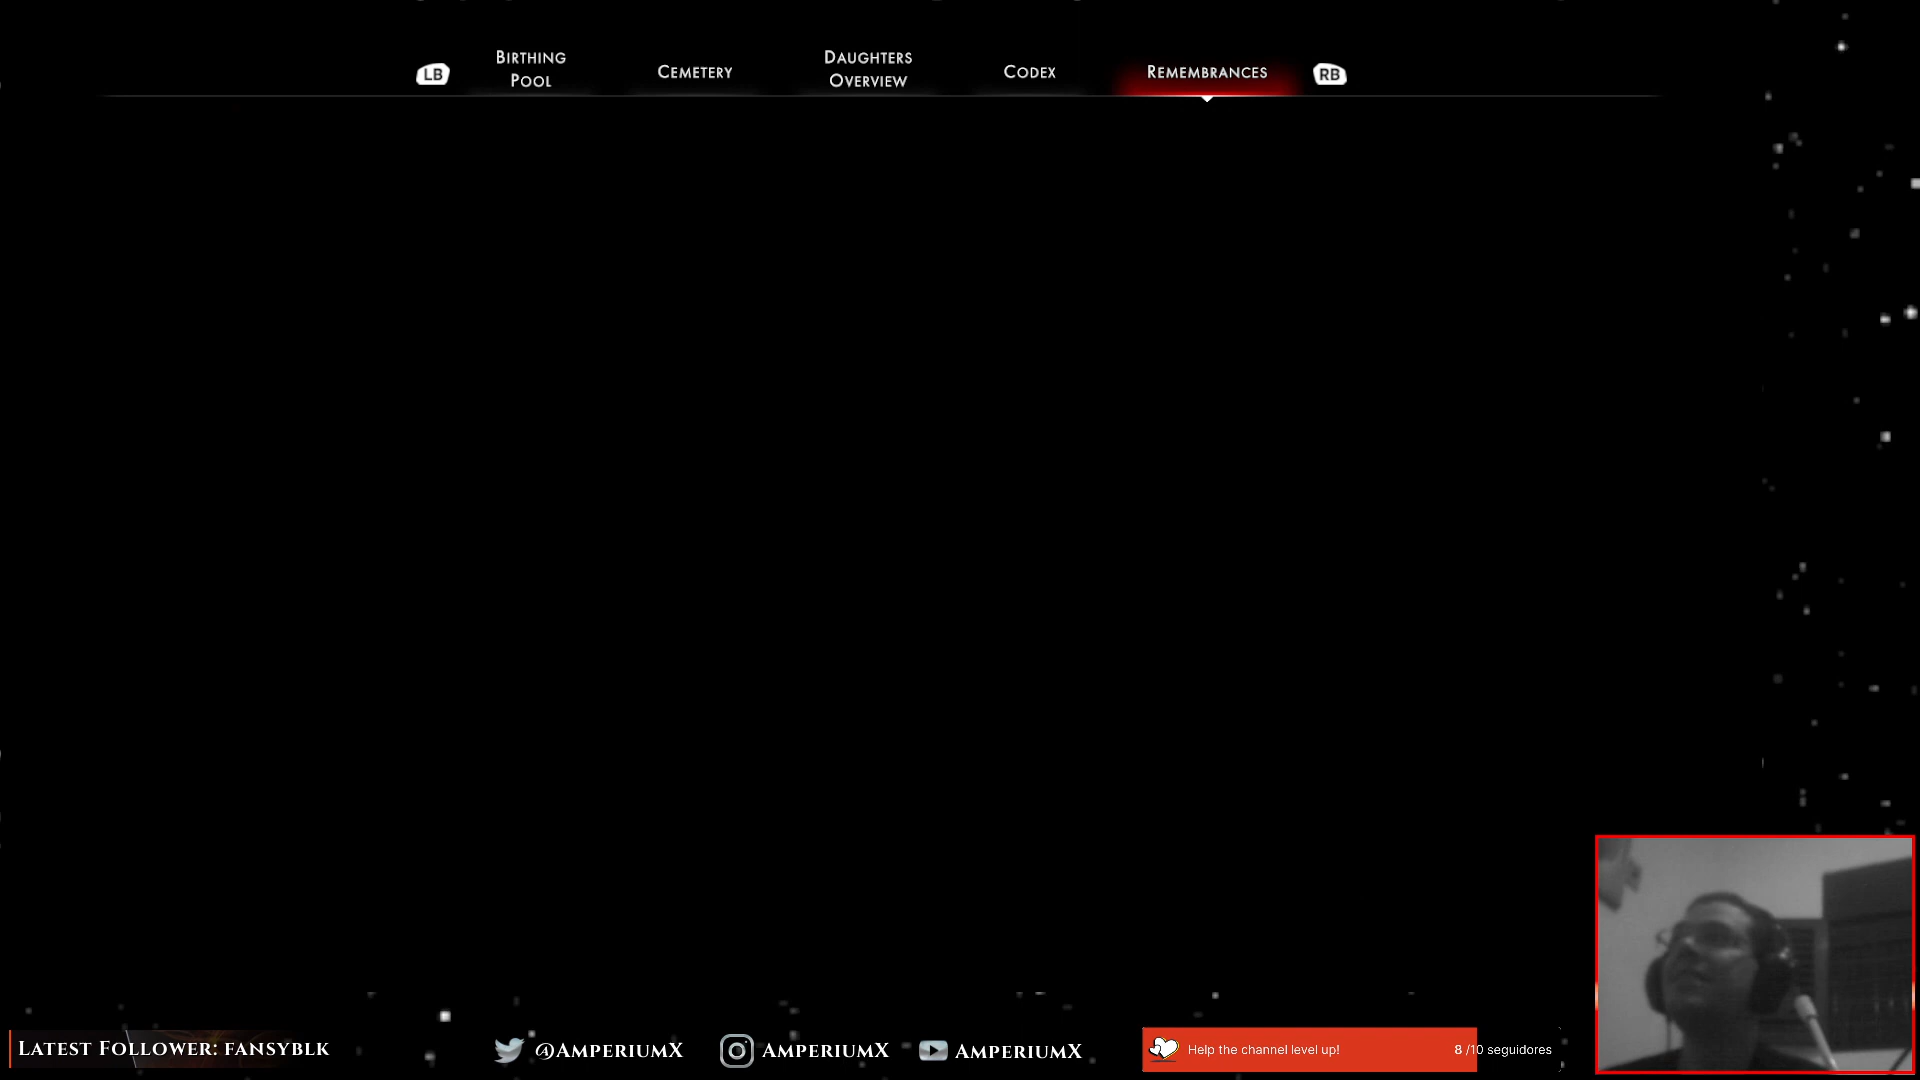 LB
Birthing
Pool
Cemetery
Daughters
Overview
Codex
Remembrances
RB
Latest Follower: fansyblk
@AmperiumX
AmperiumX
AmperiumX
Help the channel level up!
8 /10 seguidores